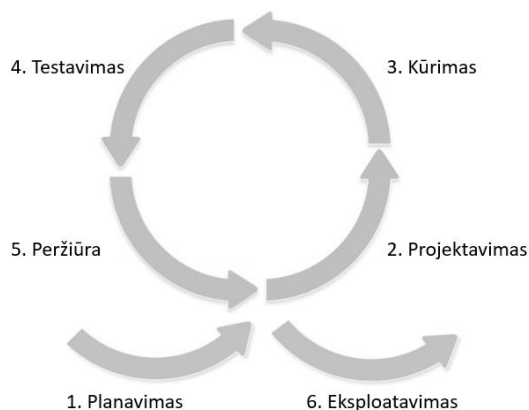 4. Testavimas
3. Kūrimas
5. Peržiūra
2. Projektavimas
1. Planavimas
6. Eksploatavimas